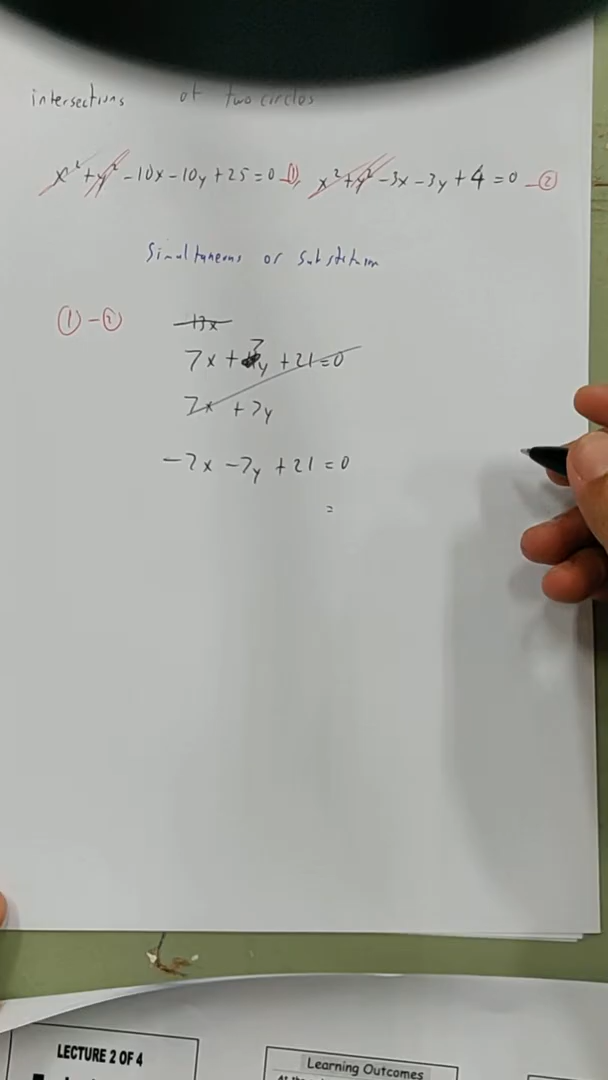 intersections of two circles
x² + y² - 10x - 10y + 25 = 0 - ①, x² + y² - 3x - 3y + 4 = 0 - ②
Simultaneous or Substitution
① - ② -13x
7x + 7y + 21 = 0
7x + 7y
-7x - 7y + 21 = 0
=
LECTURE 2 OF 4
Learning Outcomes